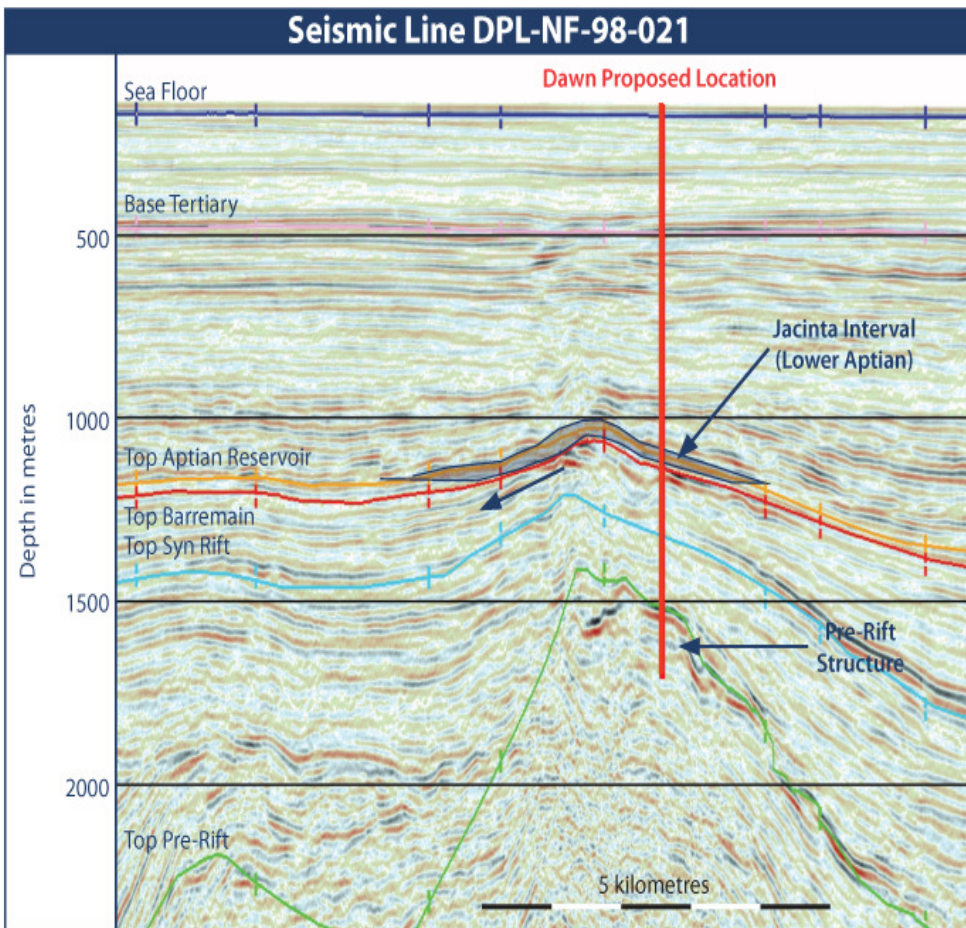 Seismic Line DPL-NF-98-021
Dawn Proposed Location
Sea Floor
Base Tertiary
500
Jacinta Interval
(Lower Aptian)
1000
Depth in metres
Top Aptian Reservoir
Top Barremain
Top Syn Rift
1500
Pre-Rift
Structure
2000
Top Pre-Rift
5 kilometres